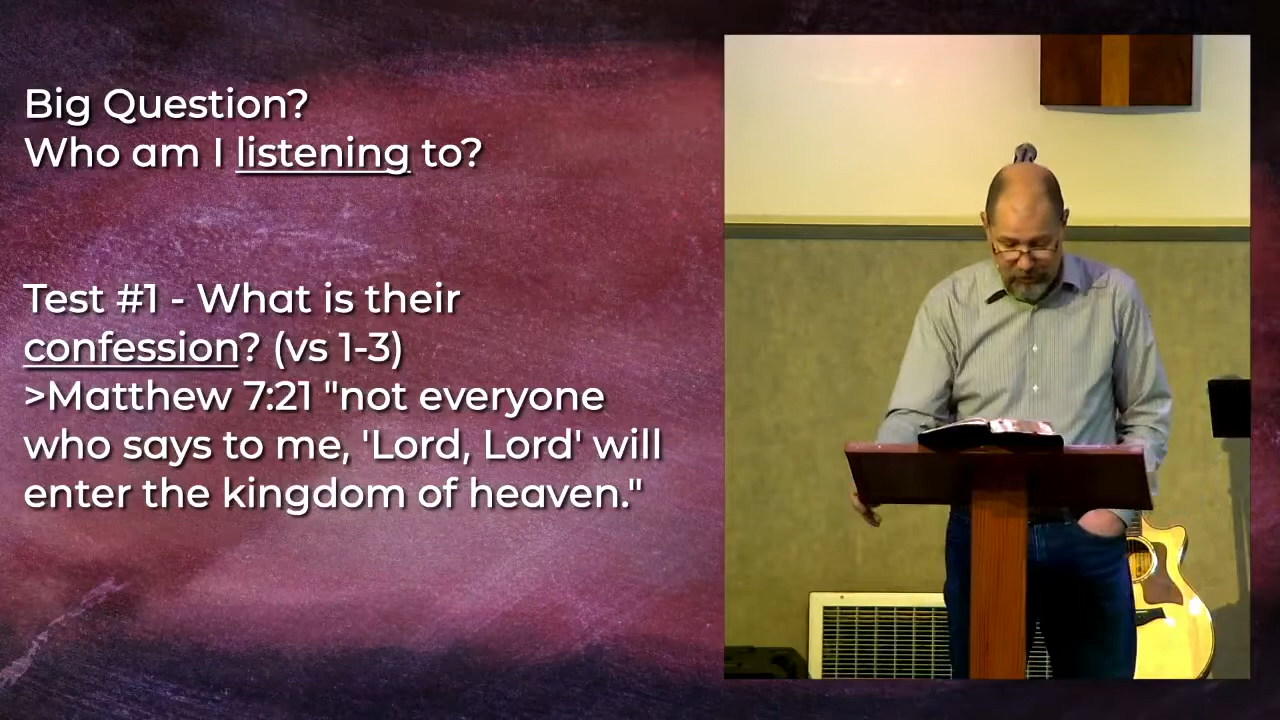 Big Question?
Who am I listening to?
Test #1 - What is their
confession? (vs 1-3)
>Matthew 7:21 "not everyone
who says to me, 'Lord, Lord' will
enter the kingdom of heaven."